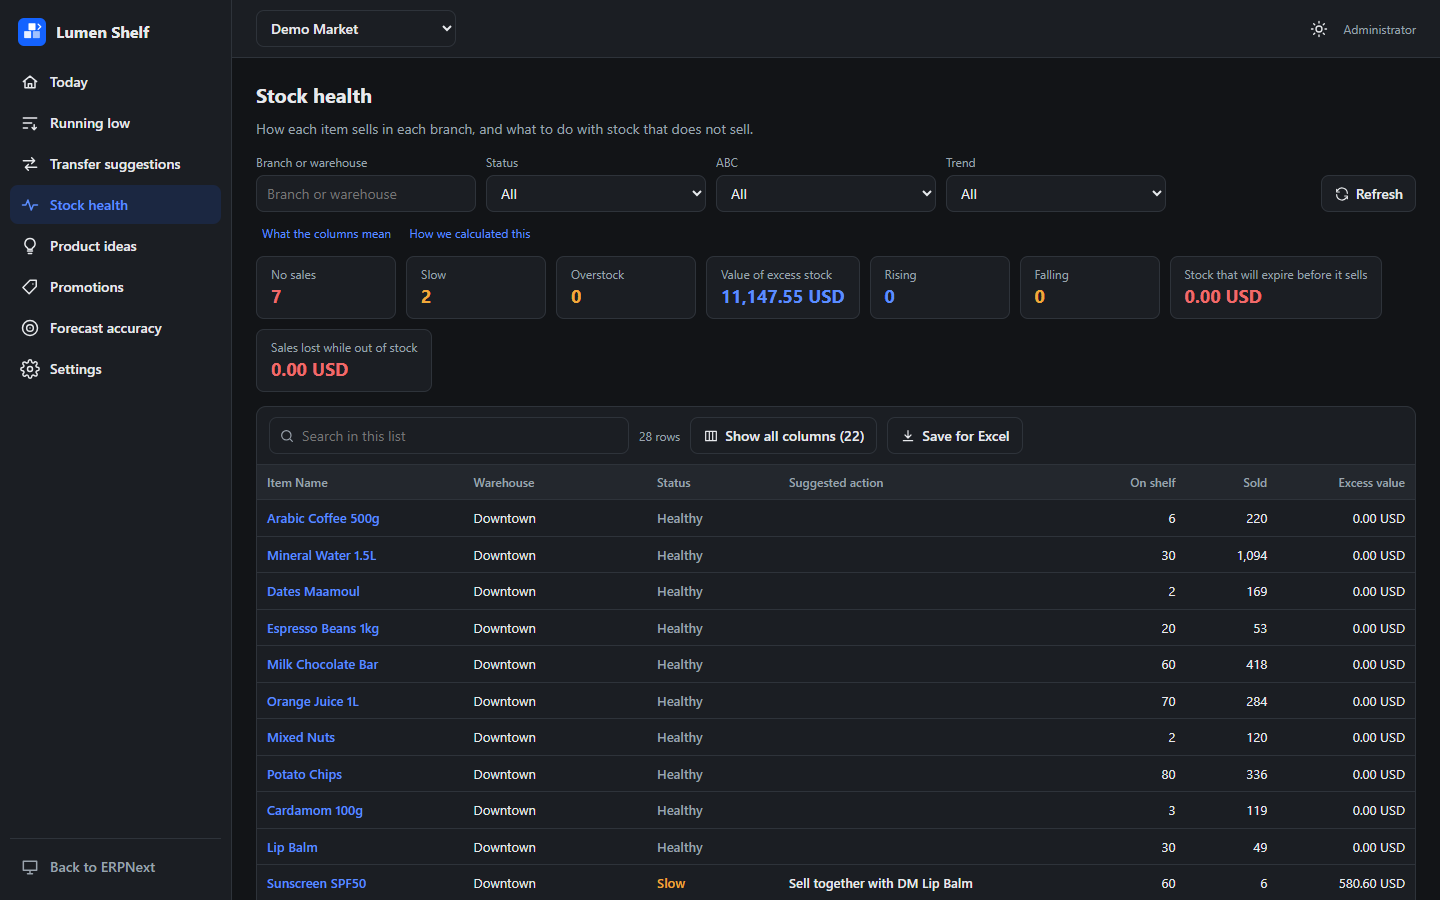 Lumen Shelf
Demo Market
Administrator
Today
Running low
Transfer suggestions
Stock health
Product ideas
Promotions
Forecast accuracy
Settings
Back to ERPNext
Stock health
How each item sells in each branch, and what to do with stock that does not sell.
Branch or warehouse Status ABC Trend
Branch or warehouse All All All Refresh
What the columns mean How we calculated this
No sales Slow Overstock Value of excess stock Rising Falling Stock that will expire before it sells
7 2 0 11,147.55 USD 0 0 0.00 USD
Sales lost while out of stock
0.00 USD
Search in this list 28 rows Show all columns (22) Save for Excel
Item Name Warehouse Status Suggested action On shelf Sold Excess value
Arabic Coffee 500g Downtown Healthy 6 220 0.00 USD
Mineral Water 1.5L Downtown Healthy 30 1,094 0.00 USD
Dates Maamoul Downtown Healthy 2 169 0.00 USD
Espresso Beans 1kg Downtown Healthy 20 53 0.00 USD
Milk Chocolate Bar Downtown Healthy 60 418 0.00 USD
Orange Juice 1L Downtown Healthy 70 284 0.00 USD
Mixed Nuts Downtown Healthy 2 120 0.00 USD
Potato Chips Downtown Healthy 80 336 0.00 USD
Cardamom 100g Downtown Healthy 3 119 0.00 USD
Lip Balm Downtown Healthy 30 49 0.00 USD
Sunscreen SPF50 Downtown Slow Sell together with DM Lip Balm 60 6 580.60 USD